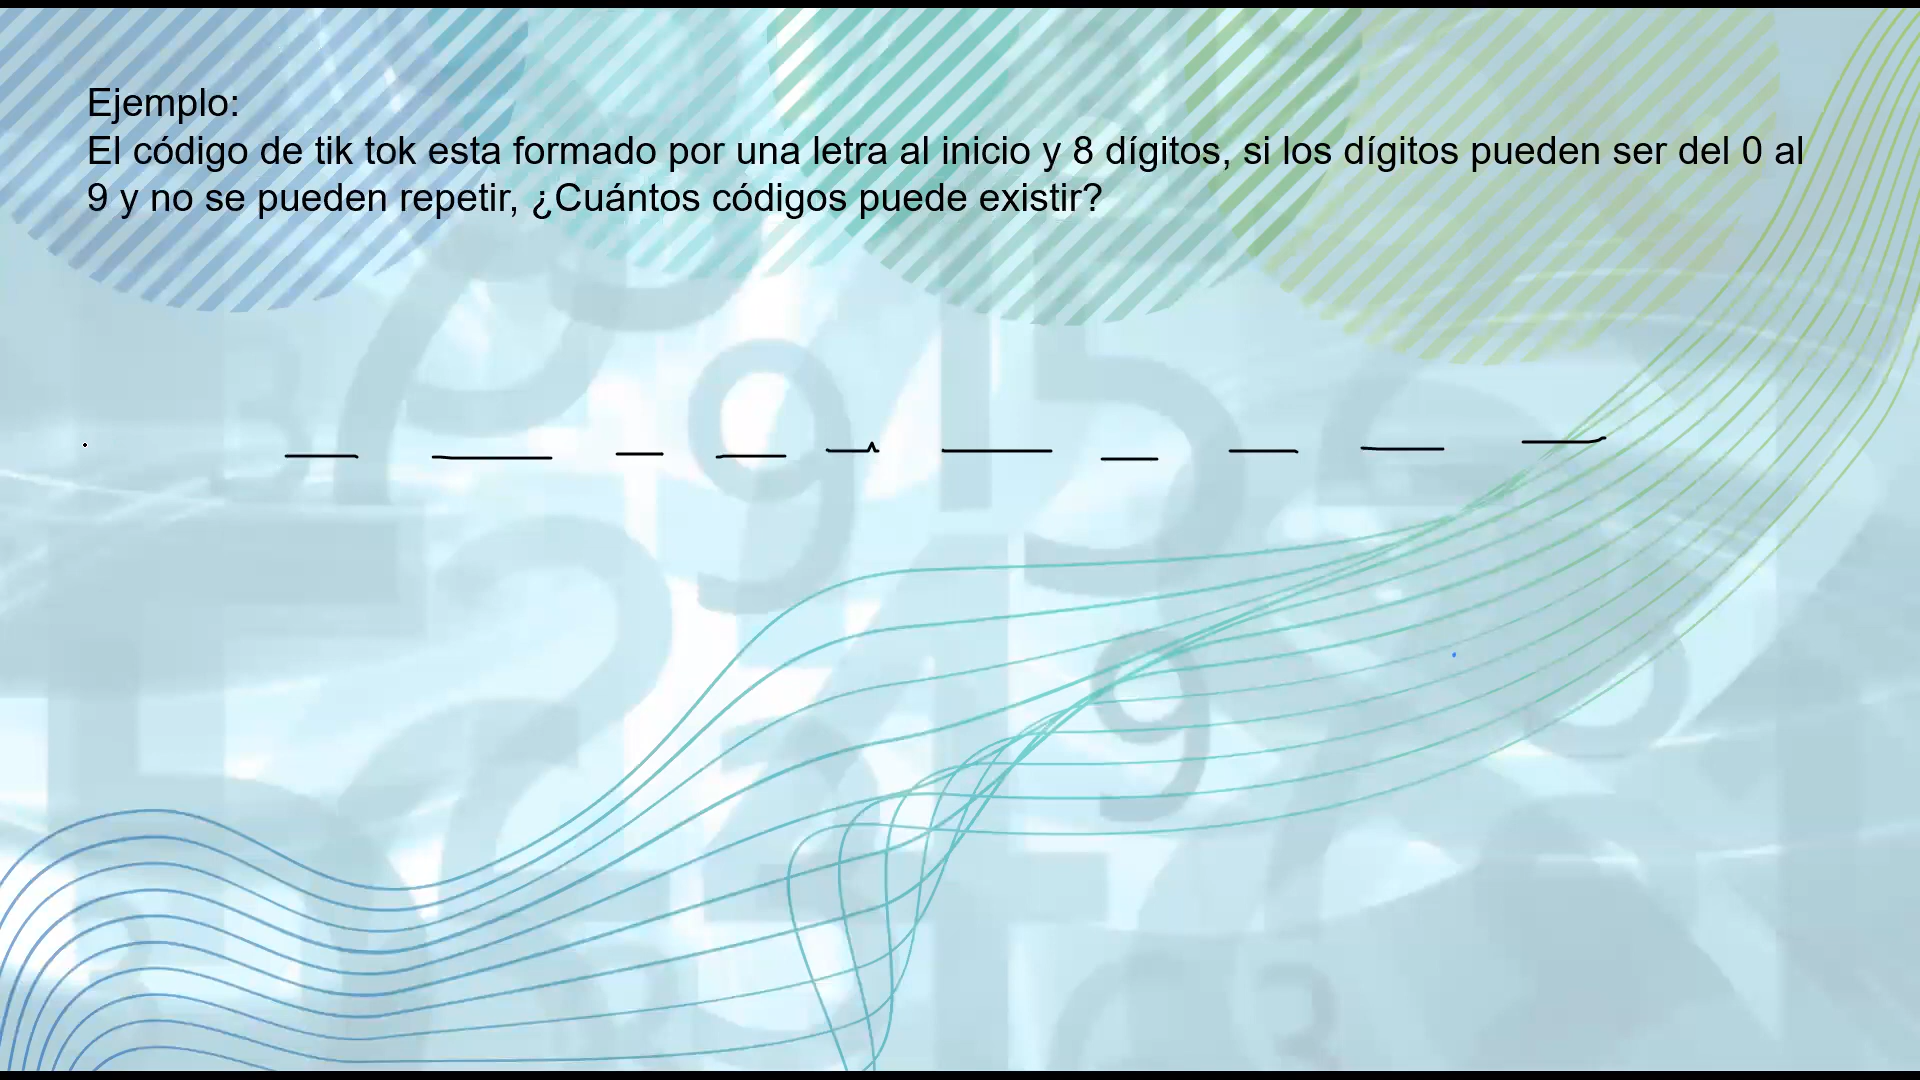 Ejemplo:
El código de tik tok esta formado por una letra al inicio y 8 dígitos, si los dígitos pueden ser del 0 al
9 y no se pueden repetir, ¿Cuántos códigos puede existir?